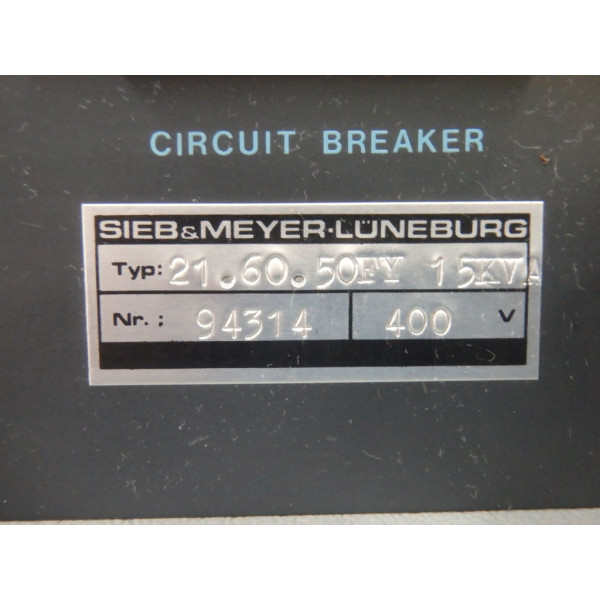 CIRCUIT BREAKER
SIEB&MEYER·LÜNEBURG
Typ: 21.60.50FY 15KVA
Nr.: 94314 400 V